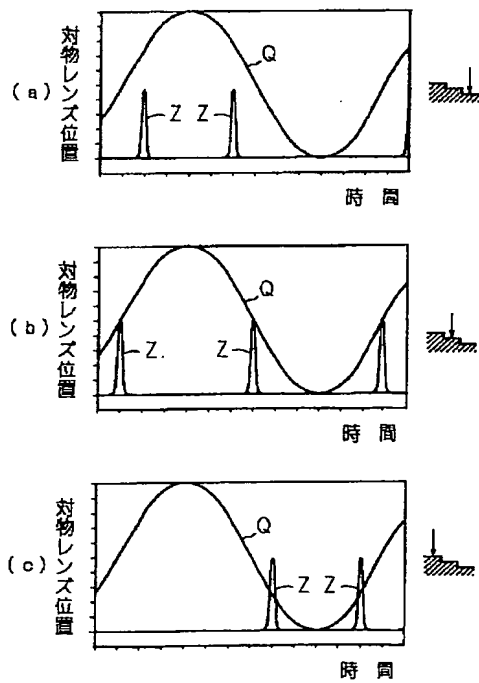 (a)
対物レンズ位置
Q
Z Z
時 間
(b)
対物レンズ位置
Q
Z. Z
時 間
(c)
対物レンズ位置
Q
Z Z
時 間